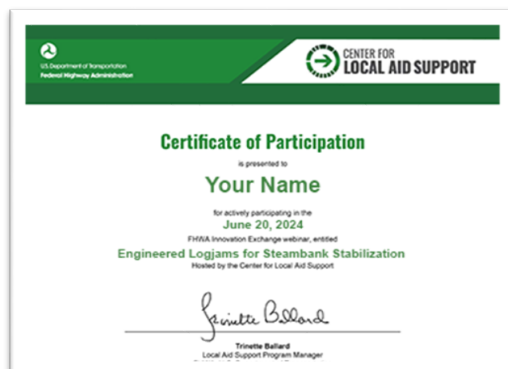 U.S. Department of Transportation
Federal Highway Administration
CENTER FOR
LOCAL AID SUPPORT
Certificate of Participation
is presented to
Your Name
for actively participating in the
June 20, 2024
FHWA Innovation Exchange webinar, entitled
Engineered Logjams for Steambank Stabilization
Hosted by the Center for Local Aid Support
Trinette Ballard
Trinette Ballard
Local Aid Support Program Manager